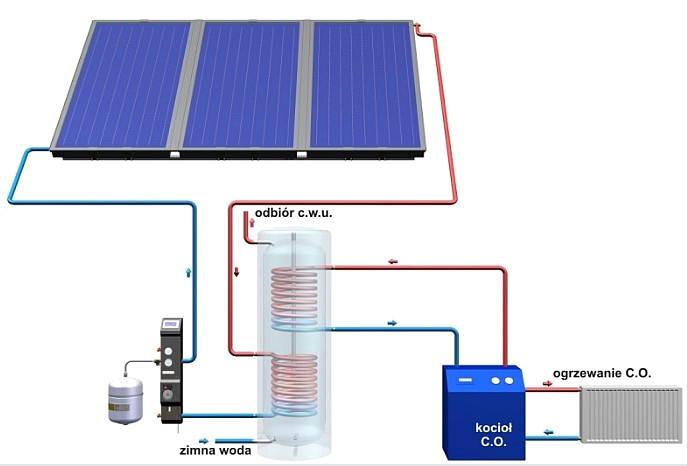 odbiór c.w.u.
ogrzewanie C.O.
kocioł
C.O.
zimna woda